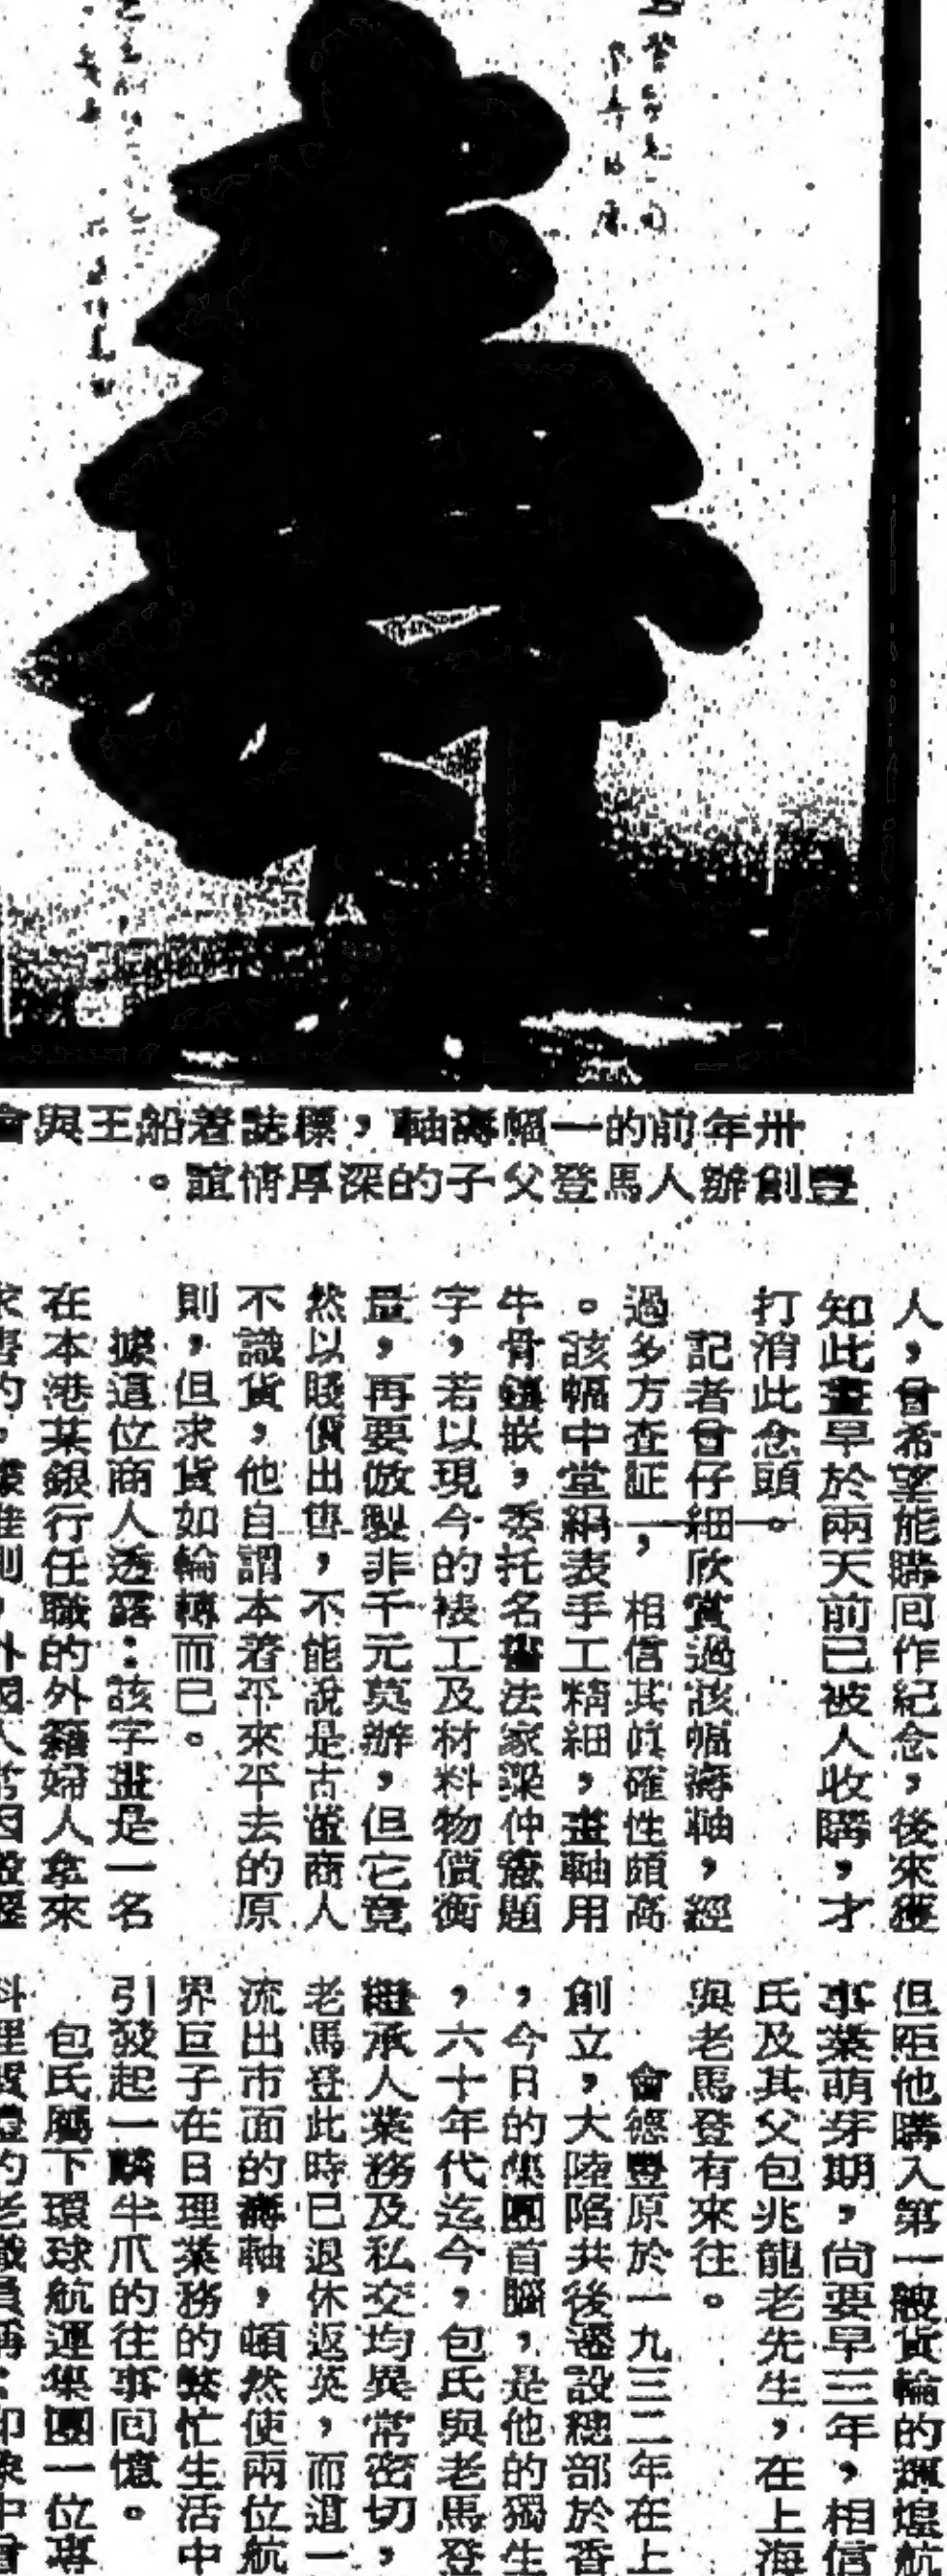 卅年前的一幅壽軸，標誌着船王與會
豐創辦人馬登父子的深厚情誼。
人，曾希望能購回作紀念，後來獲
知此畫早於兩天前已被人收購，才
打消此念頭。
記者曾仔細欣賞過該幅壽軸，經
過多方查証，相信其眞確性頗高
。該幅中堂絹表手工精細，畫軸用
牛骨鑲嵌，委托名書法家梁仲題
字，若以現今的裱工及材料物價衡
量，再要倣製非千元莫辦，但它竟
然以賤價出售，不能說是古董商人
不識貨，他自謂本着平來平去的原
則，但求貨如輪轉而已。
據這位商人透露：該字畫是一名
在本港某銀行任職的外籍婦人拿來
但距他購入第一艘貨輪的輝煌航
事業萌芽期，尙要早三年，相信
氏及其父包兆龍老先生，在上海
與老馬登有來往。
會德豐原於一九三二年在上
創立，大陸陷共後遷設總部於香
，今日的集團首腦，是他的獨生
，六十年代迄今，包氏與老馬登
繼承人業務及私交均異常密切，
老馬登此時已退休返英，而這一
流出市面的壽軸，頓然使兩位航
界巨子在日理業務的繁忙生活中
引發起一鱗半爪的往事回憶。
包氏屬下環球航運集團一位專